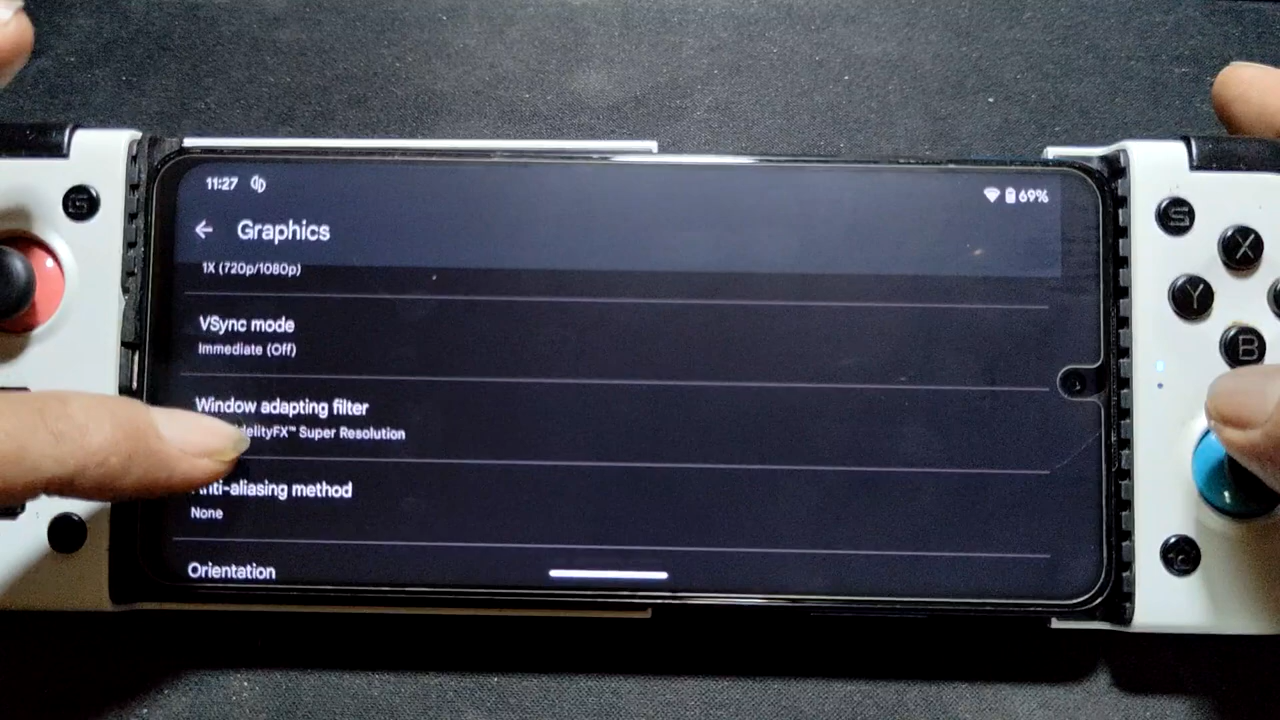 11:27
69%
Graphics
1X (720p/1080p)
VSync mode
Immediate (Off)
Window adapting filter
Super Resolution
Anti-aliasing method
None
Orientation
G
S
X
Y
B